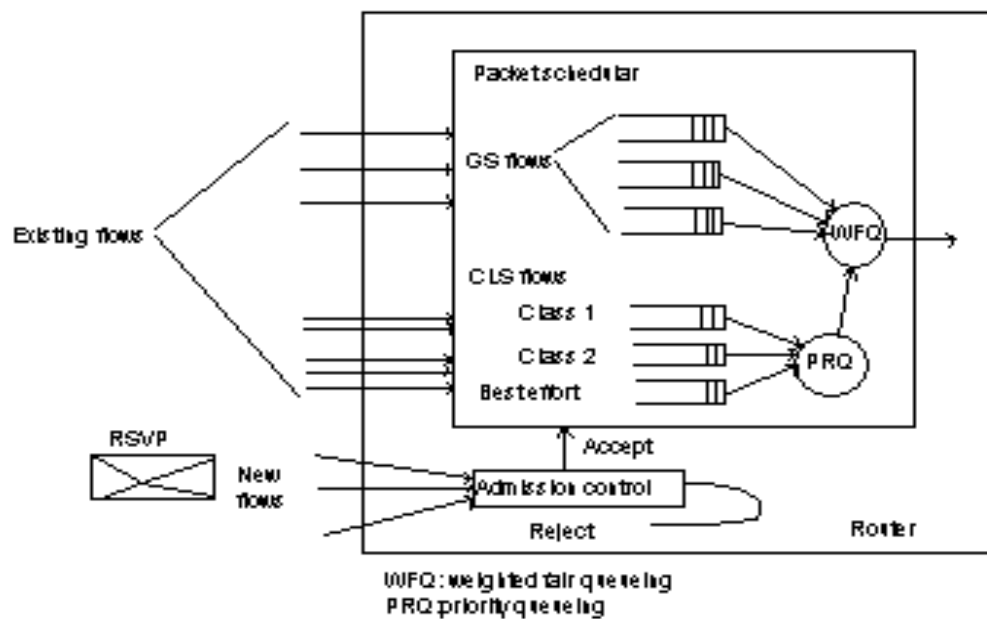 Packet schedular
GS flows
WFQ
Existing flows
CLS flows
Class 1
Class 2
PRQ
Best effort
RSVP
Accept
New
flows
Admission control
Reject
Router
WFQ: weighted fair queueing
PRQ:priority queueing